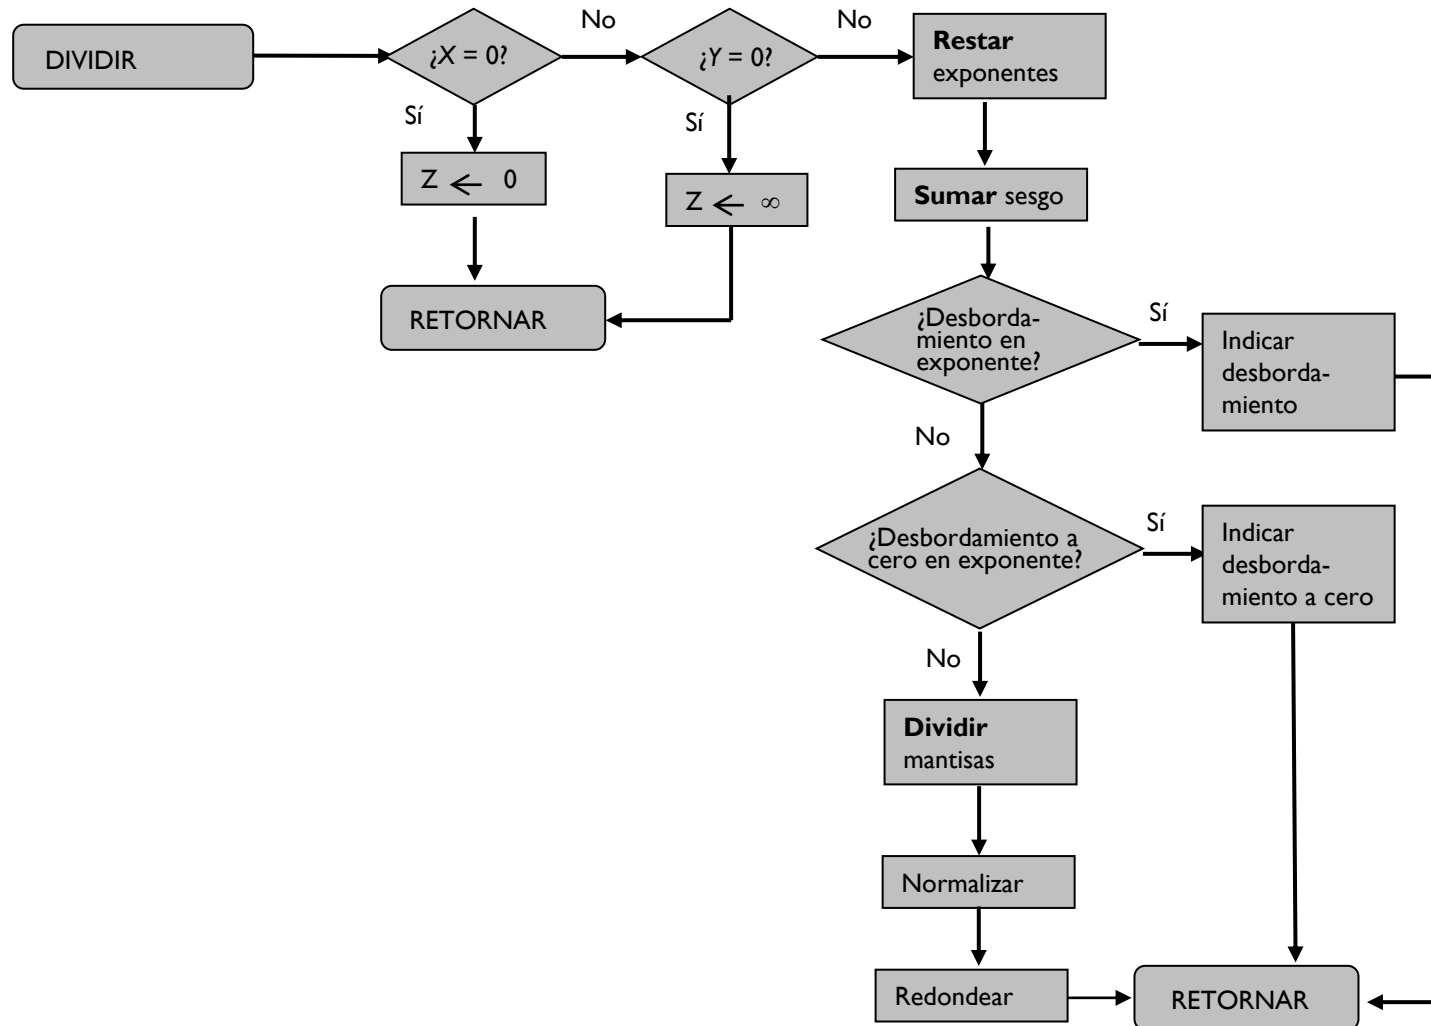 DIVIDIR
¿X = 0?
No
¿Y = 0?
No
Restar
exponentes
Sí
Sí
Z ← 0
Z ← ∞
Sumar sesgo
RETORNAR
¿Desborda-
miento en
exponente?
Sí
Indicar
desborda-
miento
No
¿Desbordamiento a
cero en exponente?
Sí
Indicar
desborda-
miento a cero
No
Dividir
mantisas
Normalizar
Redondear
RETORNAR